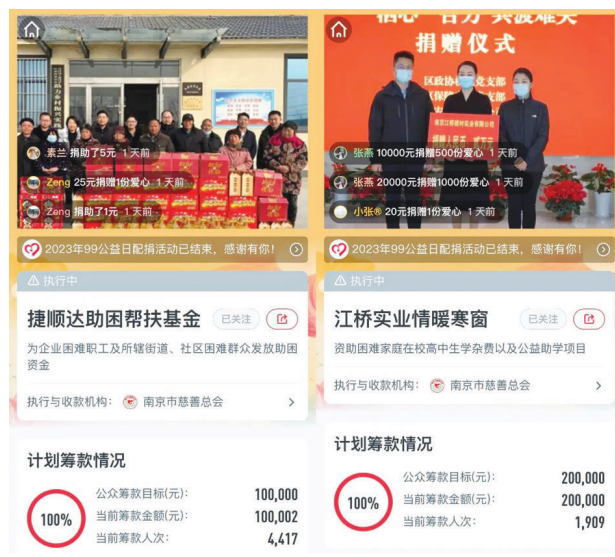 助力乡村振兴实践
素兰 捐助了5元 1天前
Zeng 25元捐赠1份爱心 1天前
Zeng 捐助了1元 1天前
2023年99公益日配捐活动已结束，感谢有你!
执行中
捷顺达助困帮扶基金
已关注
为企业困难职工及所辖街道、社区困难群众发放助困
资金
执行与收款机构:
南京市慈善总会
计划筹款情况
100%
公众筹款目标(元):
100,000
当前筹款金额(元):
100,002
当前筹款人次:
4,417
捐赠仪式
区政协
党支部
张燕 10000元捐赠500份爱心 1天前
张燕 20000元捐赠1000份爱心 1天前
小张® 20元捐赠1份爱心 1天前
2023年99公益日配捐活动已结束，感谢有你!
执行中
江桥实业情暖寒窗
已关注
资助困难家庭在校高中生学杂费以及公益助学项目
执行与收款机构:
南京市慈善总会
计划筹款情况
100%
公众筹款目标(元):
200,000
当前筹款金额(元):
200,000
当前筹款人次:
1,909